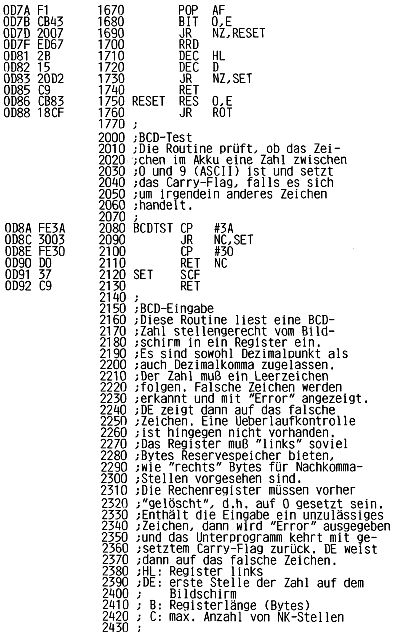 0D7A F1 1670 POP AF
0D7B CB43 1680 BIT 0,E
0D7D 2007 1690 JR NZ,RESET
0D7F ED67 1700 RRD
0D81 2B 1710 DEC HL
0D82 15 1720 DEC D
0D83 20D2 1730 JR NZ,SET
0D85 C9 1740 RET
0D86 CB83 1750 RESET RES 0,E
0D88 18CF 1760 JR ROT
1770 ;
2000 ;BCD-Test
2010 ;Die Routine prüft, ob das Zei-
2020 ;chen im Akku eine Zahl zwischen
2030 ;0 und 9 (ASCII) ist und setzt
2040 ;das Carry-Flag, falls es sich
2050 ;um irgendein anderes Zeichen
2060 ;handelt.
2070 ;
0D8A FE3A 2080 BCDTST CP #3A
0D8C 3003 2090 JR NC,SET
0D8E FE30 2100 CP #30
0D90 D0 2110 RET NC
0D91 37 2120 SET SCF
0D92 C9 2130 RET
2140 ;
2150 ;BCD-Eingabe
2160 ;Diese Routine liest eine BCD-
2170 ;Zahl stellengerecht vom Bild-
2180 ;schirm in ein Register ein.
2190 ;Es sind sowohl Dezimalpunkt als
2200 ;auch Dezimalkomma zugelassen.
2210 ;Der Zahl muß ein Leerzeichen
2220 ;folgen. Falsche Zeichen werden
2230 ;erkannt und mit "Error" angezeigt.
2240 ;DE zeigt dann auf das falsche
2250 ;Zeichen. Eine Ueberlaufkontrolle
2260 ;ist hingegen nicht vorhanden.
2270 ;Das Register muß "links" soviel
2280 ;Bytes Reservespeicher bieten,
2290 ;wie "rechts" Bytes für Nachkomma-
2300 ;Stellen vorgesehen sind.
2310 ;Die Rechenregister müssen vorher
2320 ;"gelöscht", d.h. auf 0 gesetzt sein.
2330 ;Enthält die Eingabe ein unzulässiges
2340 ;Zeichen, dann wird "Error" ausgegeben
2350 ;und das Unterprogramm kehrt mit ge-
2360 ;setztem Carry-Flag zurück. DE weist
2370 ;dann auf das falsche Zeichen.
2380 ;HL: Register links
2390 ;DE: erste Stelle der Zahl auf dem
2400 ; Bildschirm
2410 ; B: Registerlänge (Bytes)
2420 ; C: max. Anzahl von NK-Stellen
2430 ;